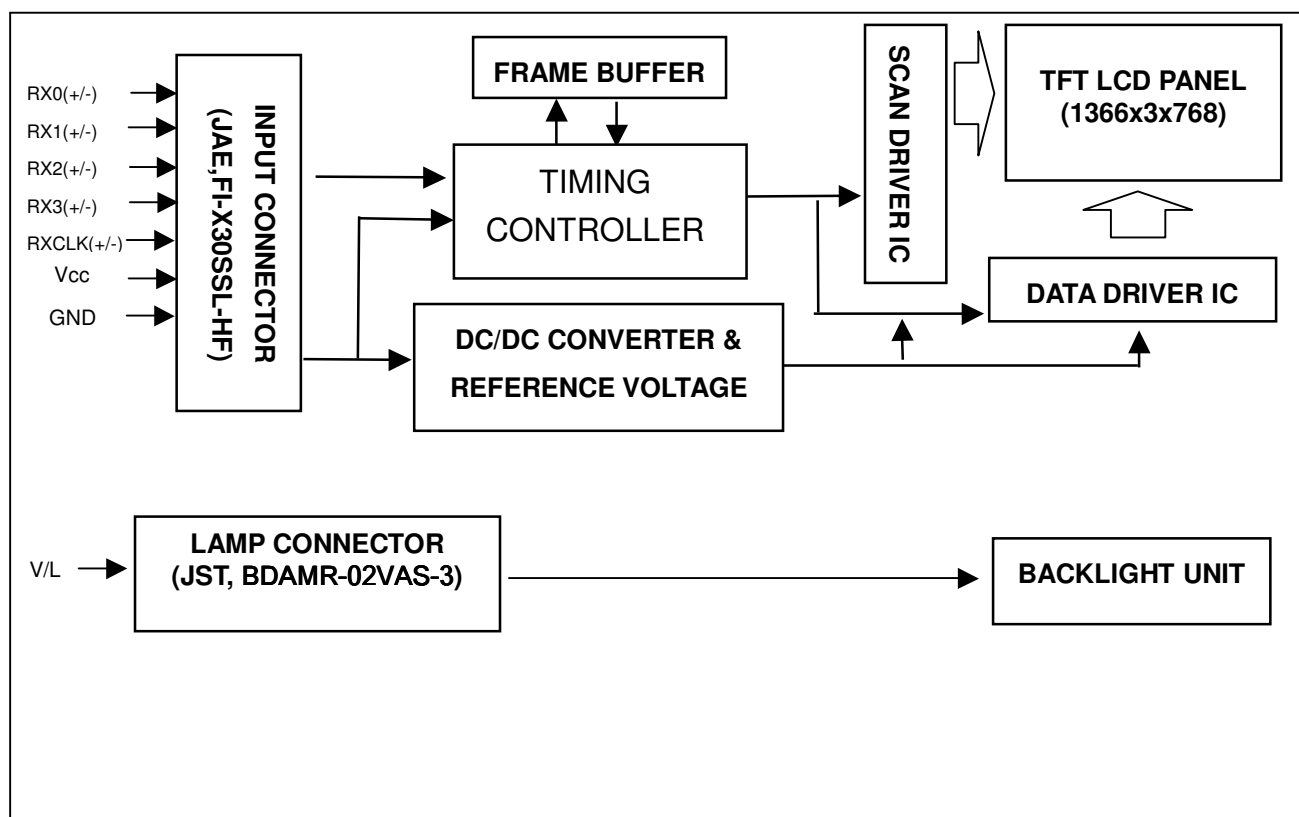 RX0(+/-)
RX1(+/-)
RX2(+/-)
RX3(+/-)
RXCLK(+/-)
Vcc
GND
INPUT CONNECTOR
(JAE,FI-X30SSL-HF)
FRAME BUFFER
TIMING
CONTROLLER
DC/DC CONVERTER &
REFERENCE VOLTAGE
SCAN DRIVER IC
TFT LCD PANEL
(1366x3x768)
DATA DRIVER IC
V/L
LAMP CONNECTOR
(JST, BDAMR-02VAS-3)
BACKLIGHT UNIT